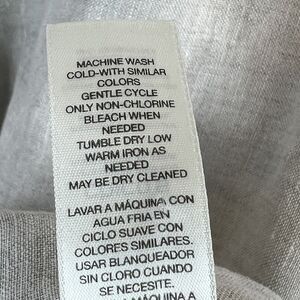 MACHINE WASH
COLD-WITH SIMILAR
COLORS
GENTLE CYCLE
ONLY NON-CHLORINE
BLEACH WHEN
NEEDED
TUMBLE DRY LOW
WARM IRON AS
NEEDED
MAY BE DRY CLEANED
LAVAR A MÁQUINA CON
AGUA FRIA EN
CICLO SUAVE CON
COLORES SIMILARES.
USAR BLANQUEADOR
SIN CLORO CUANDO
SE NECESITE.
A MÁQUINA A